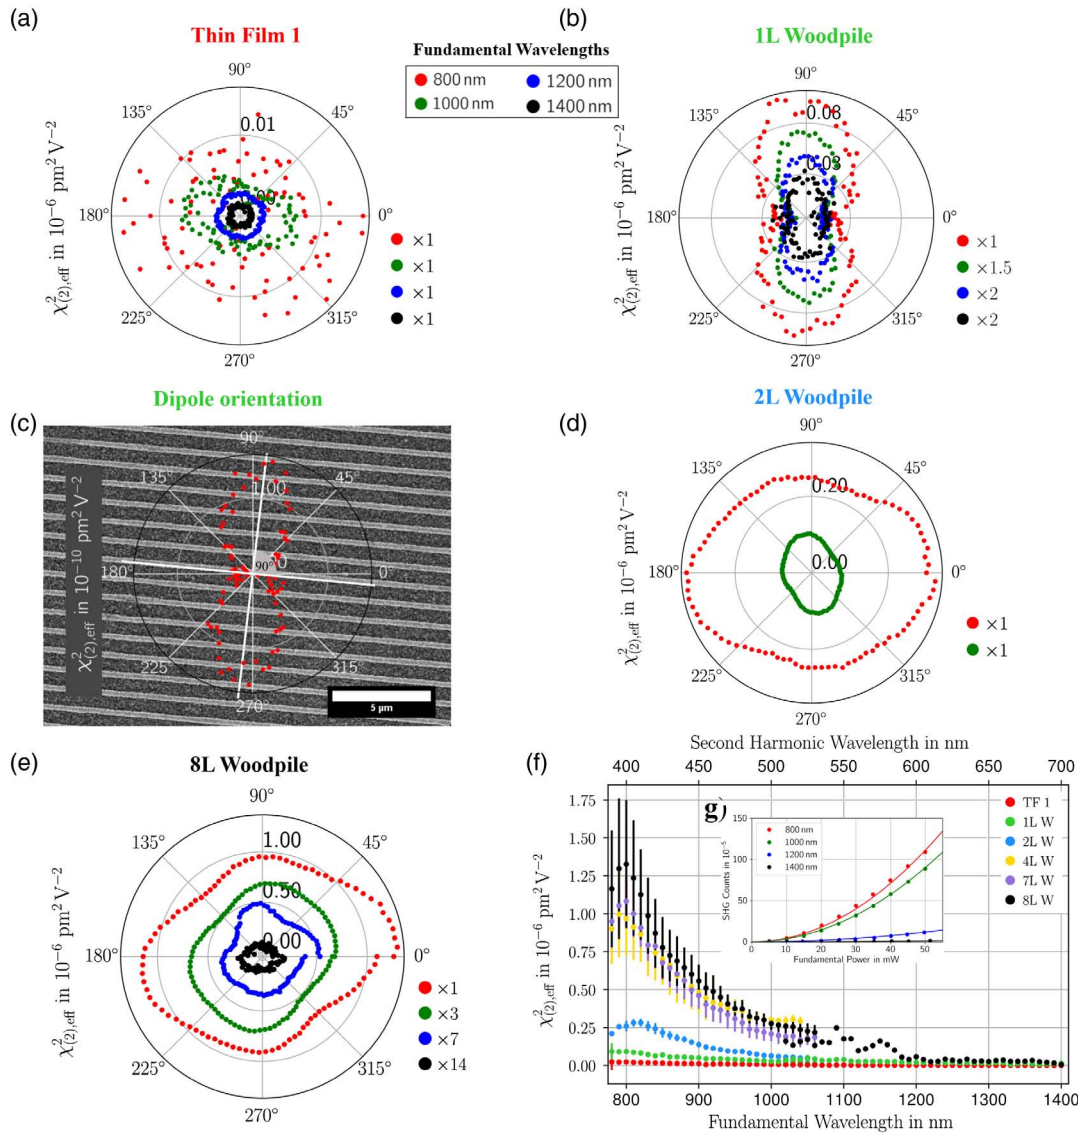 (a)
Thin Film 1
90°
135°
45°
0.01
180°
0°
225°
315°
270°
χ²₍₂₎,eff in 10⁻⁶ pm² V⁻²
×1
×1
×1
×1
Fundamental Wavelengths
800 nm
1200 nm
1000 nm
1400 nm
(b)
1L Woodpile
90°
135°
45°
0.06
0.03
180°
0°
225°
315°
270°
χ²₍₂₎,eff in 10⁻⁶ pm² V⁻²
×1
×1.5
×2
×2
Dipole orientation
(c)
90°
135°
45°
1.00
180°
90°
0°
225°
315°
270°
χ²₍₂₎,eff in 10⁻¹⁰ pm² V⁻²
5 μm
2L Woodpile
(d)
90°
135°
45°
0.20
0.00
180°
0°
225°
315°
270°
χ²₍₂₎,eff in 10⁻⁶ pm² V⁻²
×1
×1
(e)
8L Woodpile
90°
135°
45°
1.00
0.50
0.00
180°
0°
225°
315°
270°
χ²₍₂₎,eff in 10⁻⁶ pm² V⁻²
×1
×3
×7
×14
(f)
Second Harmonic Wavelength in nm
400 450 500 550 600 650 700
1.75
1.50
1.25
1.00
0.75
0.50
0.25
0.00
χ²₍₂₎,eff in 10⁻⁶ pm² V⁻²
800 900 1000 1100 1200 1300 1400
Fundamental Wavelength in nm
TF 1
1L W
2L W
4L W
7L W
8L W
g)
150
100
50
0
SHG Counts in 10⁻⁵
800 nm
1000 nm
1200 nm
1400 nm
0 10 20 30 40 50
Fundamental Power in mW